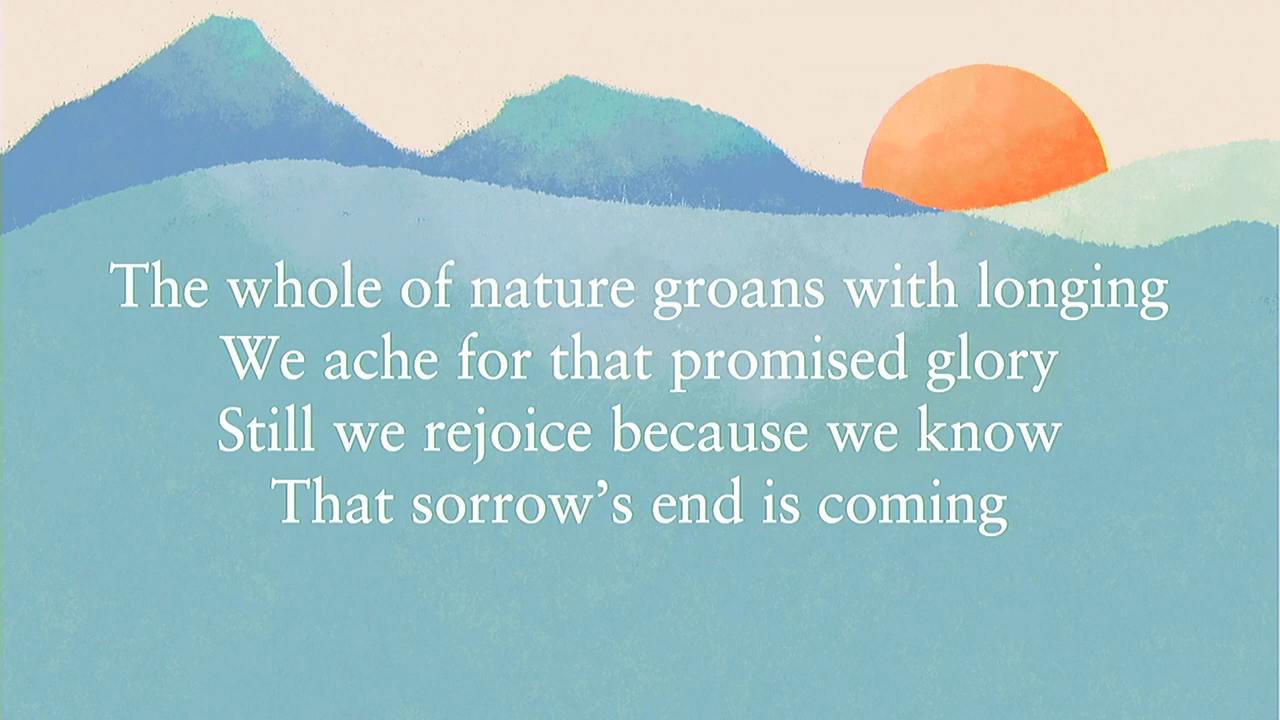 The whole of nature groans with longing
We ache for that promised glory
Still we rejoice because we know
That sorrow’s end is coming